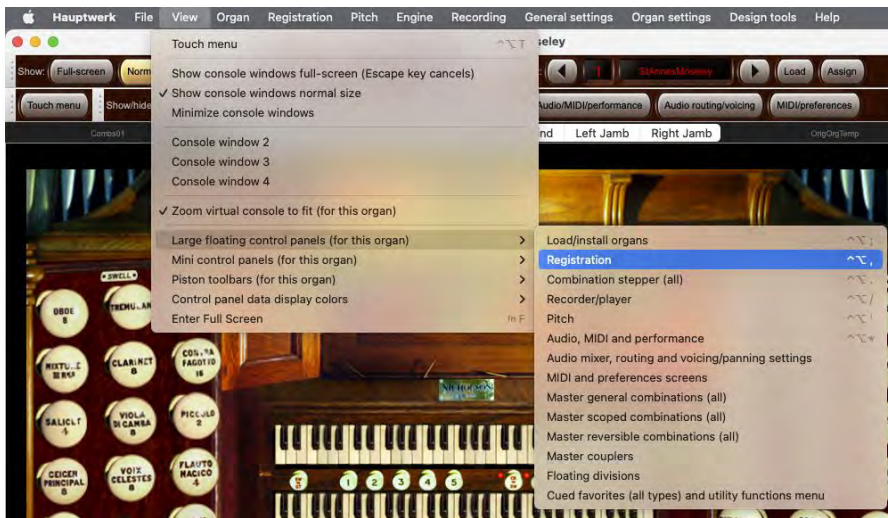 Hauptwerk File View Organ Registration Pitch Engine Recording General settings Organ settings Design tools Help
Touch menu ⌃⌥T
seley
Show: Full-screen Norm
Show console windows full-screen (Escape key cancels)
1 StAnnesMoseley Load Assign
✓ Show console windows normal size
Touch menu Show/hide
Minimize console windows
Audio/MIDI/performance Audio routing/voicing MIDI/preferences
Combs01
Console window 2
nd Left Jamb Right Jamb
OrigOrgTemp
Console window 3
Console window 4
✓ Zoom virtual console to fit (for this organ)
Large floating control panels (for this organ) >
Mini control panels (for this organ) >
Piston toolbars (for this organ) >
Control panel data display colors >
Enter Full Screen
Load/install organs ⌃⌥;
Registration ⌃⌥,
Combination stepper (all) ⌃⌥.
Recorder/player ⌃⌥/
Pitch ⌃⌥'
Audio, MIDI and performance ⌃⌥*
Audio mixer, routing and voicing/panning settings
MIDI and preferences screens
Master general combinations (all)
Master scoped combinations (all)
Master reversible combinations (all)
Master couplers
Floating divisions
Cued favorites (all types) and utility functions menu
SWELL
OBOE
8
CLARINET
8
FAGOTTO
16
SALICET
4
VIOLA
DI GAMBA
8
PICCOLO
2
PRINCIPAL
8
VOIX
CELESTES
8
FLAUTO
4
NICHOLSON
1 2 3 4 5